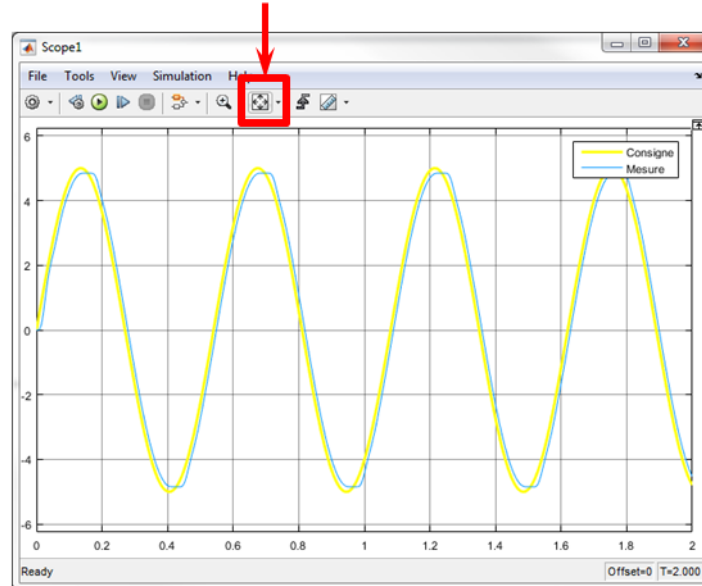 Scope1
File Tools View Simulation Help
6
4
2
0
-2
-4
-6
Consigne
Mesure
0 0.2 0.4 0.6 0.8 1 1.2 1.4 1.6 1.8 2
Ready Offset=0 T=2.000